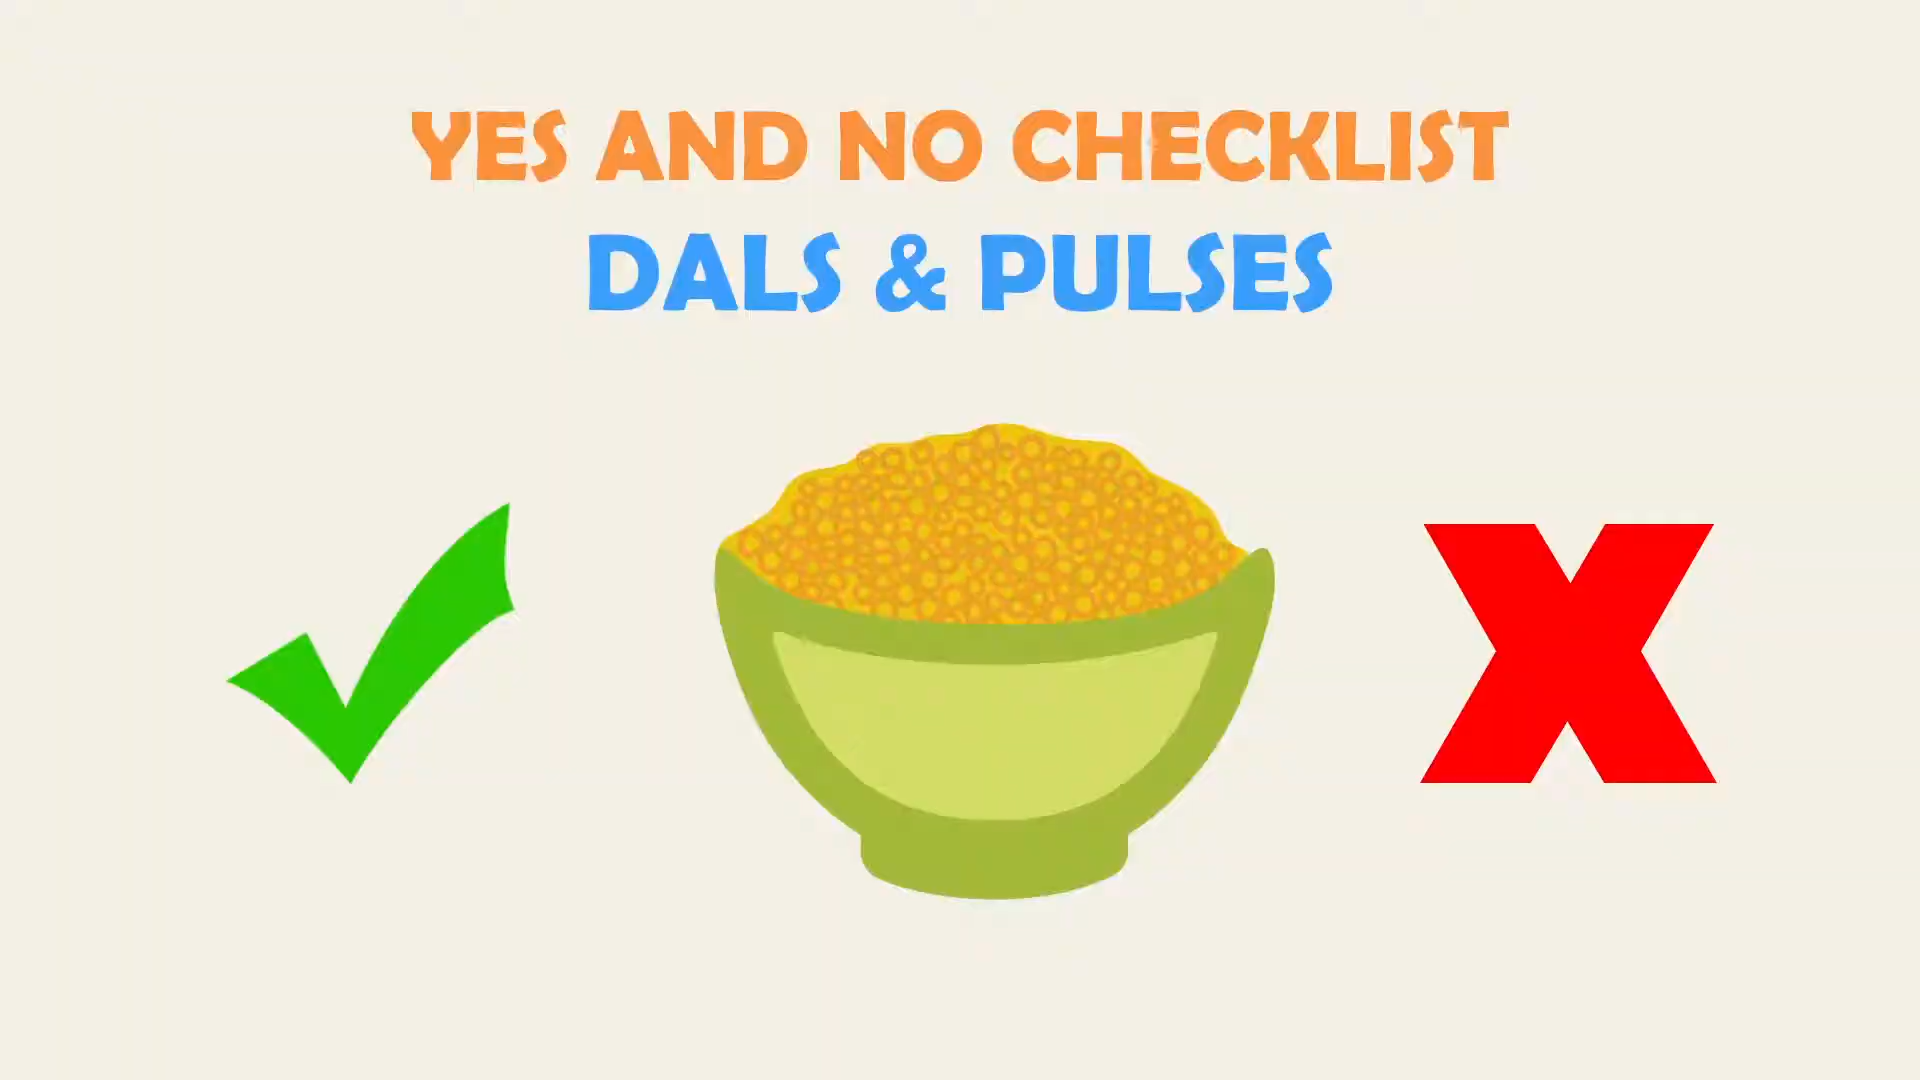 YES AND NO CHECKLIST
DALS & PULSES